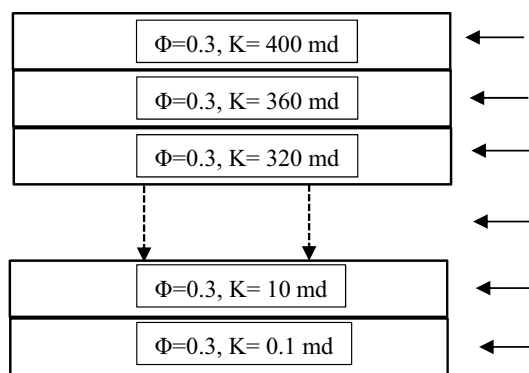 Φ=0.3, K= 400 md
Φ=0.3, K= 360 md
Φ=0.3, K= 320 md
Φ=0.3, K= 10 md
Φ=0.3, K= 0.1 md